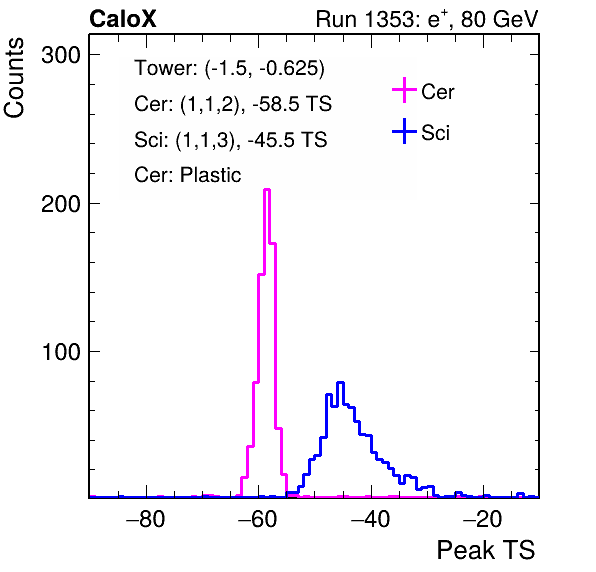 CaloX
Run 1353: e+, 80 GeV
Counts
300
200
100
Tower: (-1.5, -0.625)
Cer: (1,1,2), -58.5 TS
Sci: (1,1,3), -45.5 TS
Cer: Plastic
Cer
Sci
−80
−60
−40
−20
Peak TS